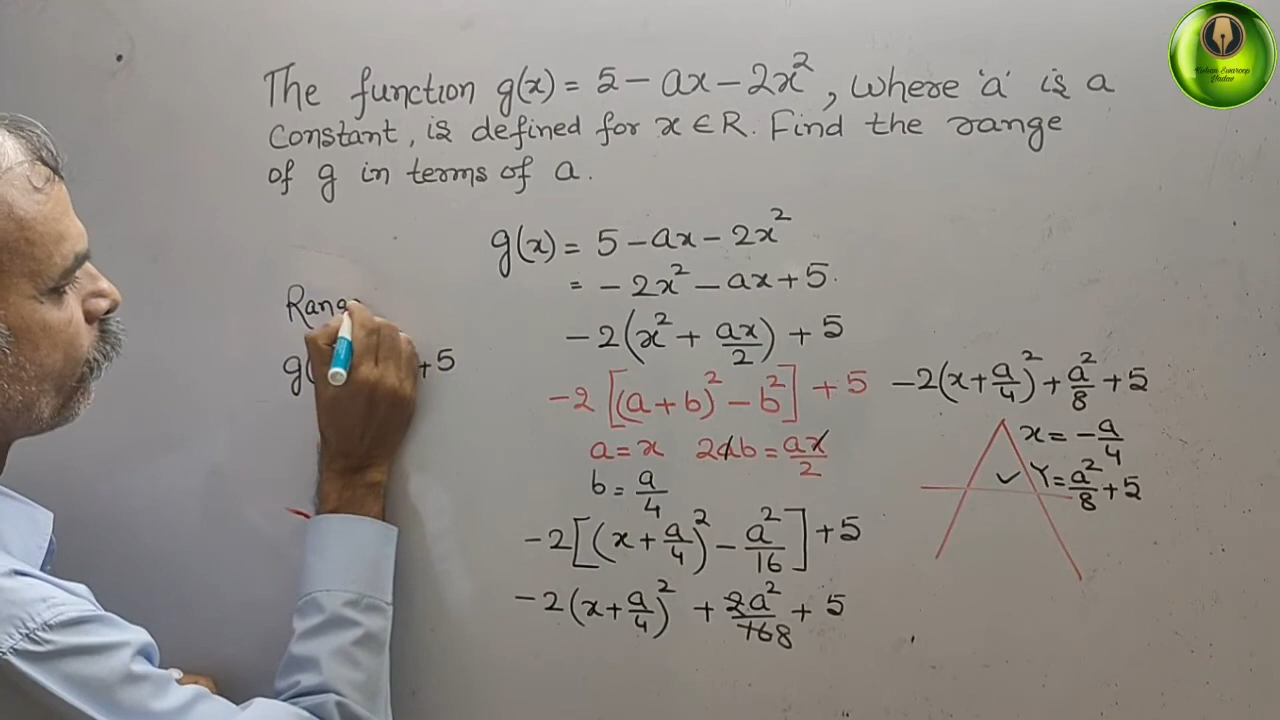 The function g(x) = 5 - ax - 2x², where 'a' is a
constant, is defined for x ∈ R. Find the range
of g in terms of a.
g(x) = 5 - ax - 2x²
= -2x² - ax + 5.
-2(x² + ax/2) + 5
-2[(a+b)² - b²] + 5
a = x 2ab = ax/2
b = a/4
-2[(x + a/4)² - a²/16] + 5
-2(x + a/4)² + 2a²/168 + 5
-2(x + a/4)² + a²/8 + 5
x = -a/4
✓ Y = a²/8 + 5
Rang
g( +5
Kishan Swaroop
Yadav